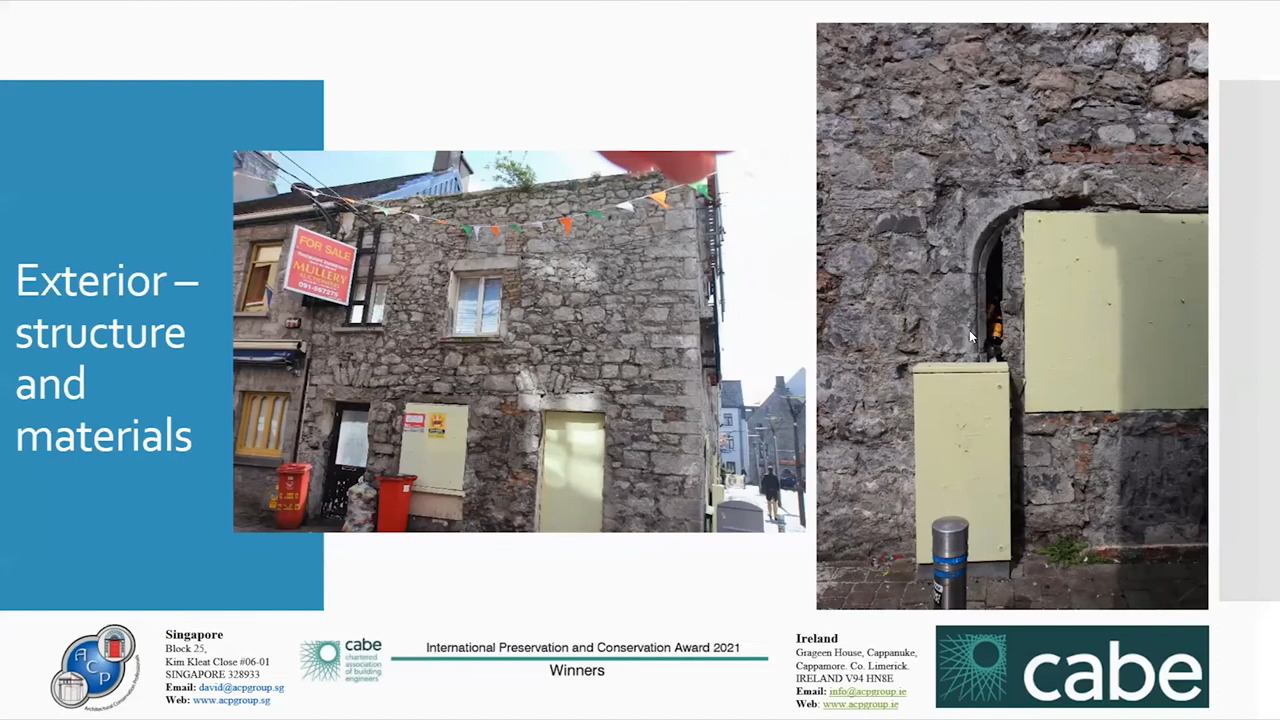 Exterior –
structure
and
materials
FOR SALE
MULLERY
Singapore
Block 25,
Kim Kleat Close #06-01
SINGAPORE 328933
Email: david@acpgroup.sg
Web: www.acpgroup.sg
ACP
cabe
chartered
association of
building
engineers
International Preservation and Conservation Award 2021
Winners
Ireland
Grageen House, Cappanuke,
Cappamore. Co. Limerick.
IRELAND V94 HN8E
Email: info@acpgroup.ie
Web: www.acpgroup.ie
cabe